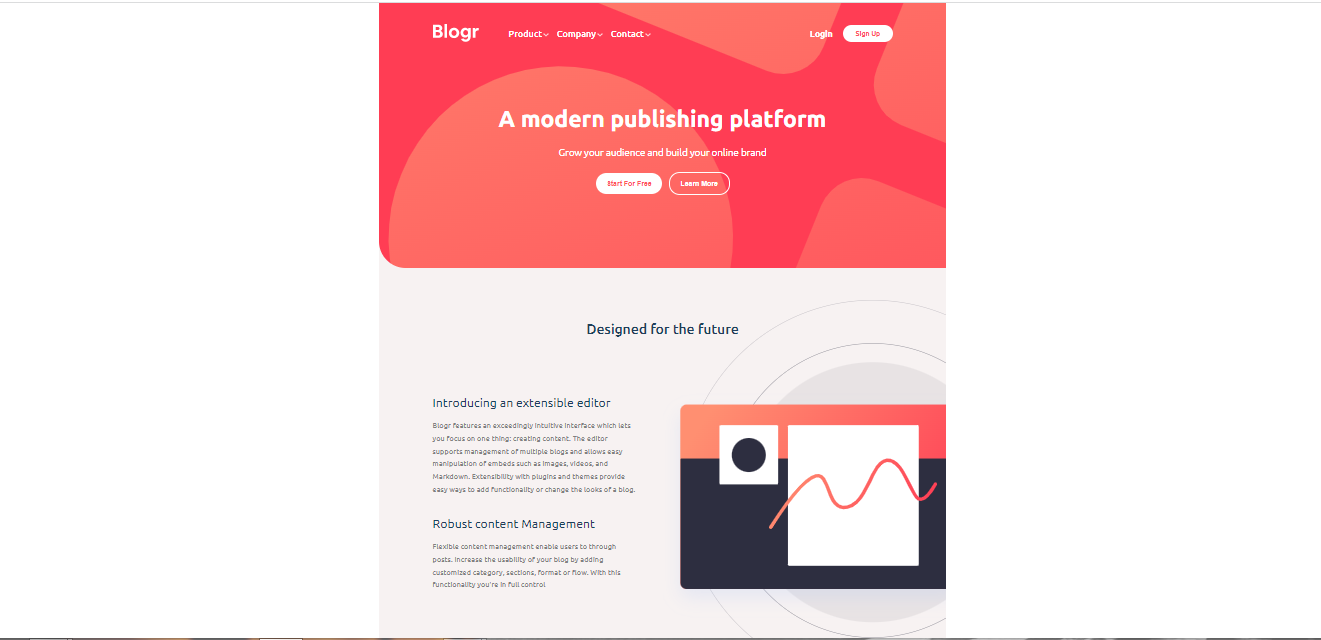 Blogr Product Company Contact Login Sign Up
A modern publishing platform
Grow your audience and build your online brand
Start For Free Learn More
Designed for the future
Introducing an extensible editor
Blogr features an exceedingly intuitive interface which lets
you focus on one thing: creating content. The editor
supports management of multiple blogs and allows easy
manipulation of embeds such as images, videos, and
Markdown. Extensibility with plugins and themes provide
easy ways to add functionality or change the looks of a blog.
Robust content Management
Flexible content management enable users to through
posts. Increase the usability of your blog by adding
customized category, sections, format or flow. With this
functionality you're in full control